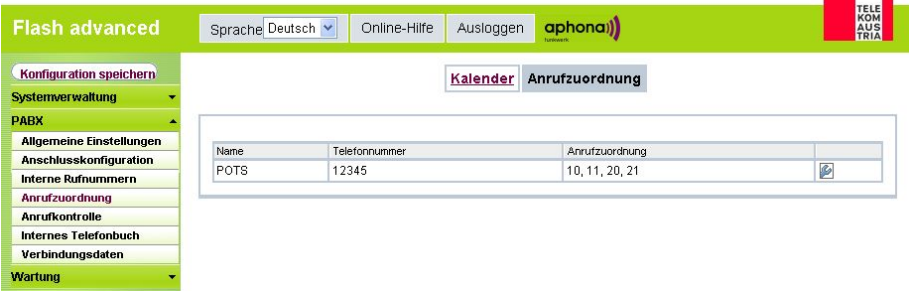 Flash advanced
Sprache Deutsch Online-Hilfe Ausloggen aphona
funkwerk
TELE
KOM
AUS
TRIA
Konfiguration speichern
Systemverwaltung
PABX
Allgemeine Einstellungen
Anschlusskonfiguration
Interne Rufnummern
Anrufzuordnung
Anrufkontrolle
Internes Telefonbuch
Verbindungsdaten
Wartung
Kalender Anrufzuordnung
Name Telefonnummer Anrufzuordnung
POTS 12345 10, 11, 20, 21